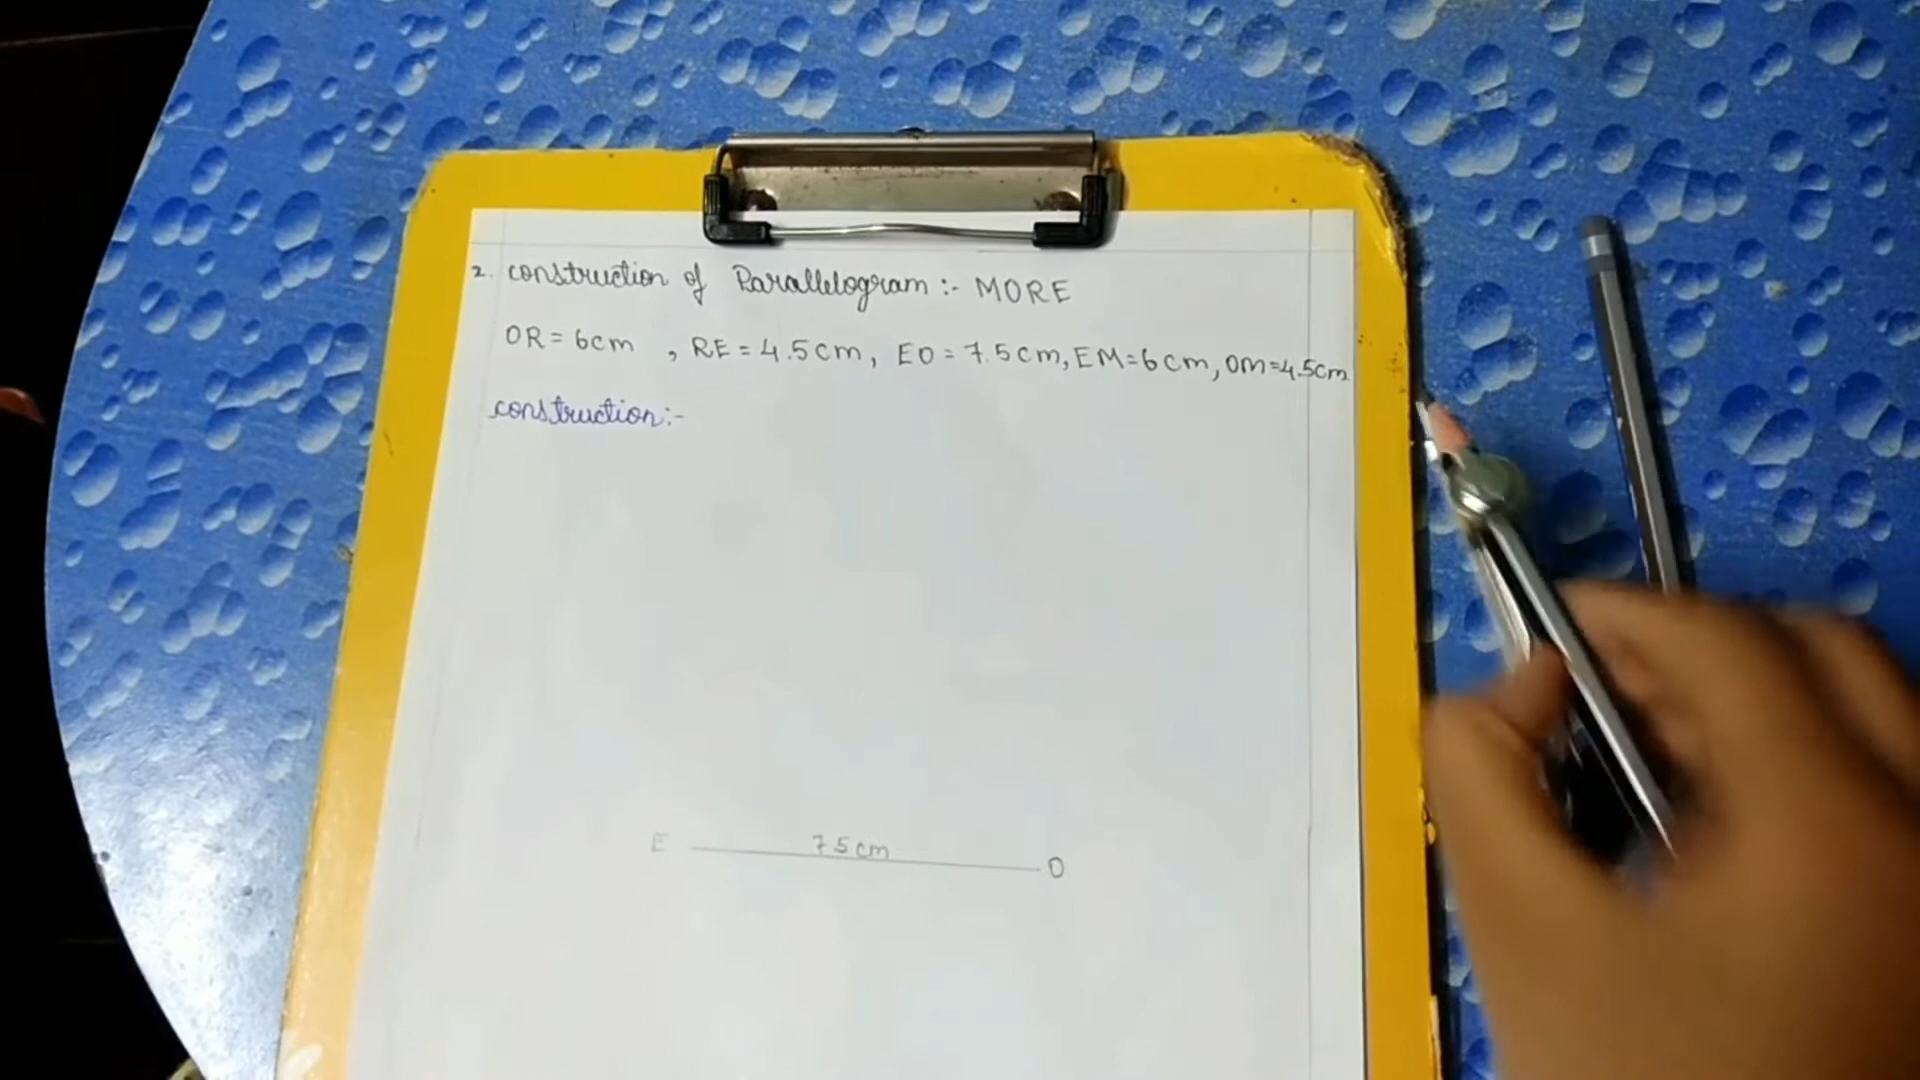 2. construction of Parallelogram :- MORE
OR = 6cm , RE = 4.5cm, EO = 7.5cm, EM=6cm, OM=4.5cm
construction:-
E 7.5cm O